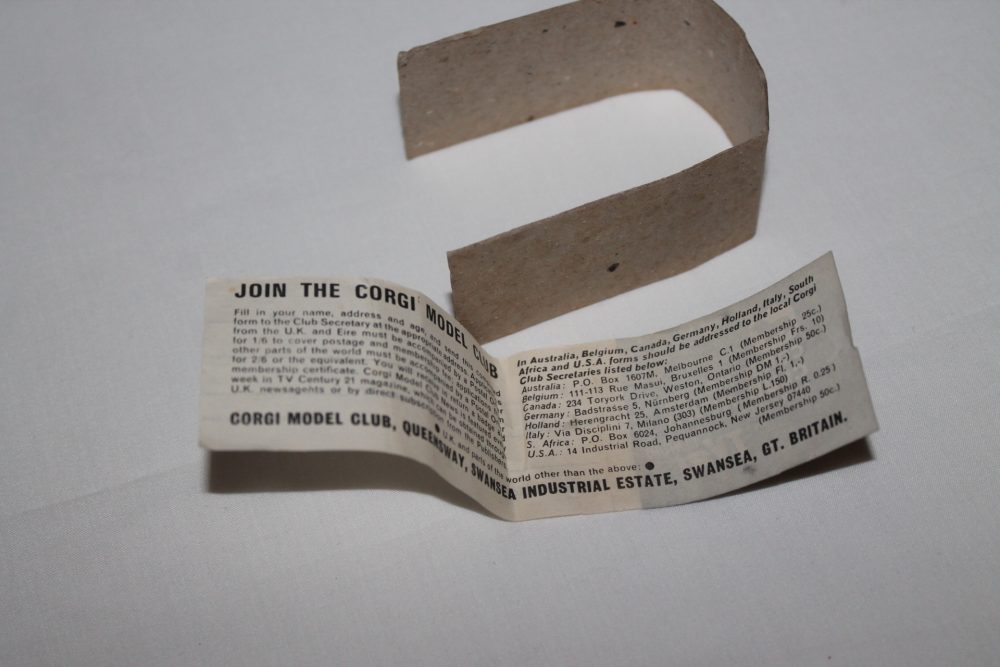 JOIN THE CORGI MODEL CLUB
Fill in your name, address and age, and send this
form to the Club Secretary at the appropriate address.
from the U.K. and Eire must be accompanied by a Postal Order
for 1/6 to cover postage and membership
other parts of the world must be accompanied by a
for 2/6 or the equivalent. You
membership certificate. Corgi Model Club News is
week in TV Century 21 magazine,
U.K. newsagents or by direct subscription from the Publishers
U.K. and parts of the world other than the above: ●
CORGI MODEL CLUB, QUEENSWAY, SWANSEA INDUSTRIAL ESTATE, SWANSEA, GT. BRITAIN.
In Australia, Belgium, Canada, Germany, Holland, Italy, South
Africa and U.S.A. forms should be addressed to the local Corgi
Club Secretaries listed below;
Australia: P.O. Box 1607M, Melbourne C.1 (Membership 25c.)
Belgium: 111-113 Rue Masui, Bruxelles 1 (Membership Frs. 10)
Canada: 234 Toryork Drive, Weston, Ontario (Membership 50c.)
Germany: Badstrasse 5, Nürnberg (Membership DM 1,-)
Holland: Herengracht 25, Amsterdam (Membership Fl. 1,-)
Italy: Via Disciplini 7, Milano (303) (Membership L.150)
S. Africa: P.O. Box 6024, Johannesburg (Membership R. 0.25)
U.S.A.: 14 Industrial Road, Pequannock, New Jersey 07440
(Membership 50c.)